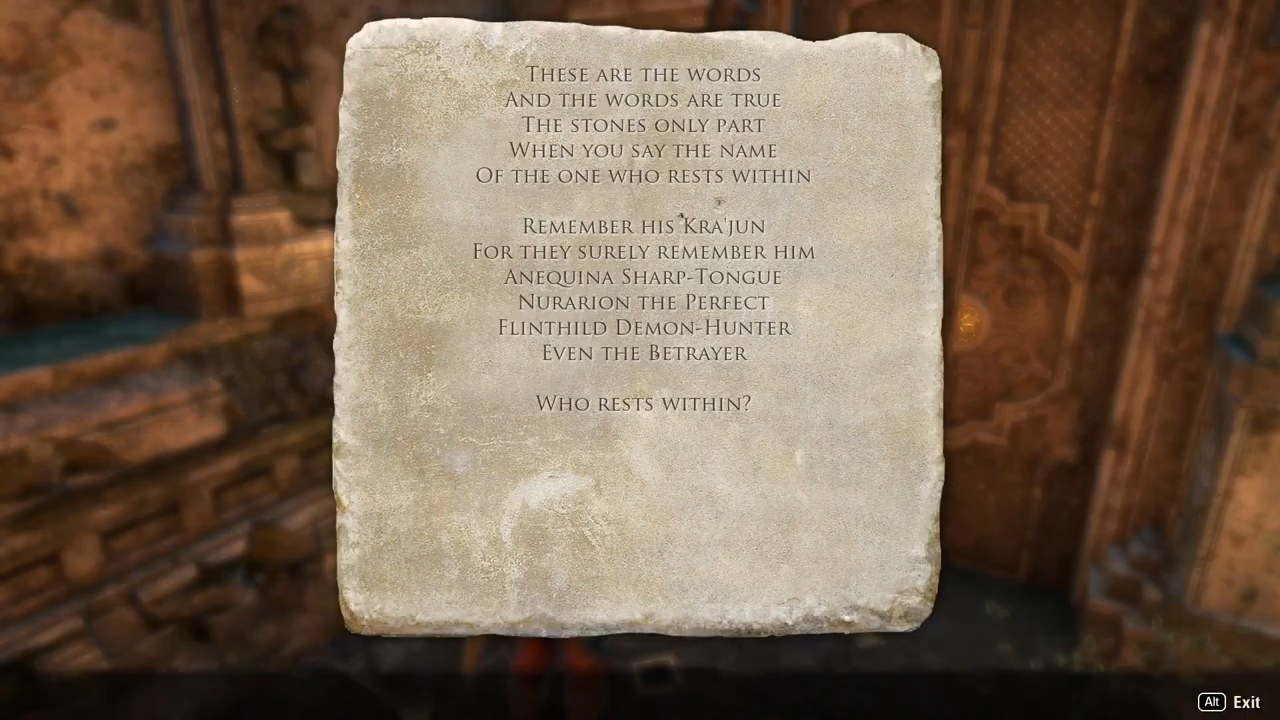 These are the words
And the words are true
The stones only part
When you say the name
Of the one who rests within
Remember his Kra'jun
For they surely remember him
Anequina Sharp-Tongue
Nurarion the Perfect
Flinthild Demon-Hunter
Even the Betrayer
Who rests within?
Alt Exit